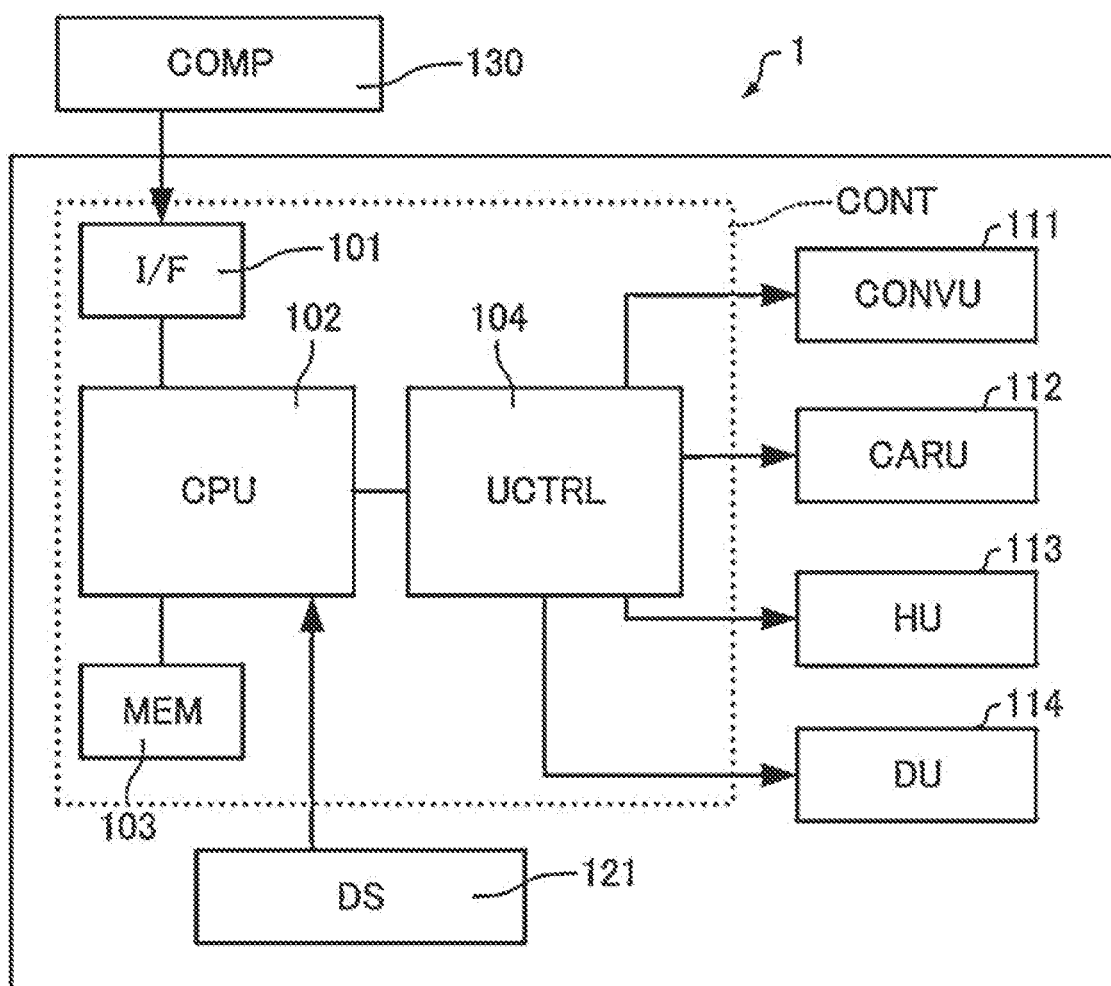 COMP
130
1
CONT
I/F
101
111
CONVU
102
104
CPU
UCTRL
112
CARU
113
HU
MEM
103
114
DU
DS
121